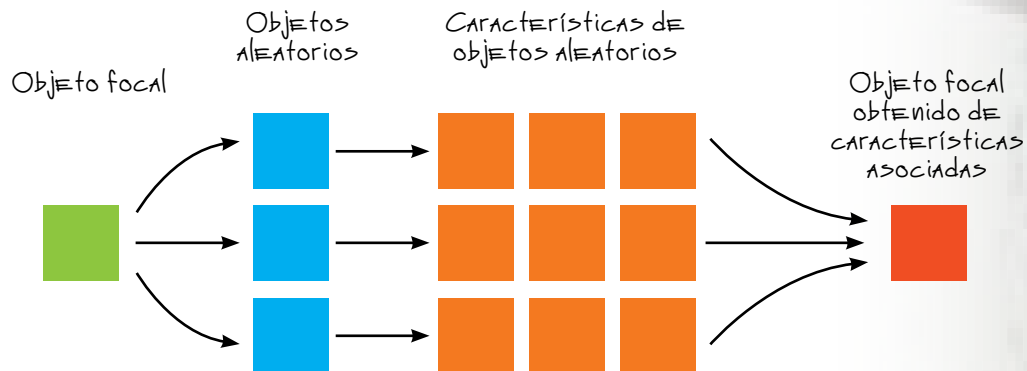 Objeto focal
Objetos
aleatorios
Características de
objetos aleatorios
Objeto focal
obtenido de
características
asociadas